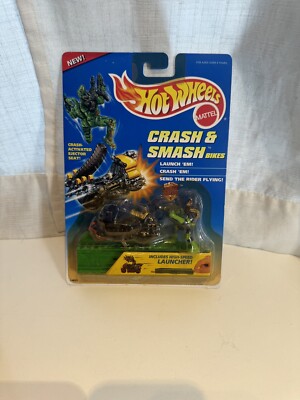 NEW!
Hot Wheels
MATTEL
CRASH-
ACTIVATED
EJECTOR
SEAT!
CRASH &
SMASH BIKES
LAUNCH 'EM!
CRASH 'EM!
SEND THE RIDER FLYING!
INCLUDES HIGH-SPEED
LAUNCHER!